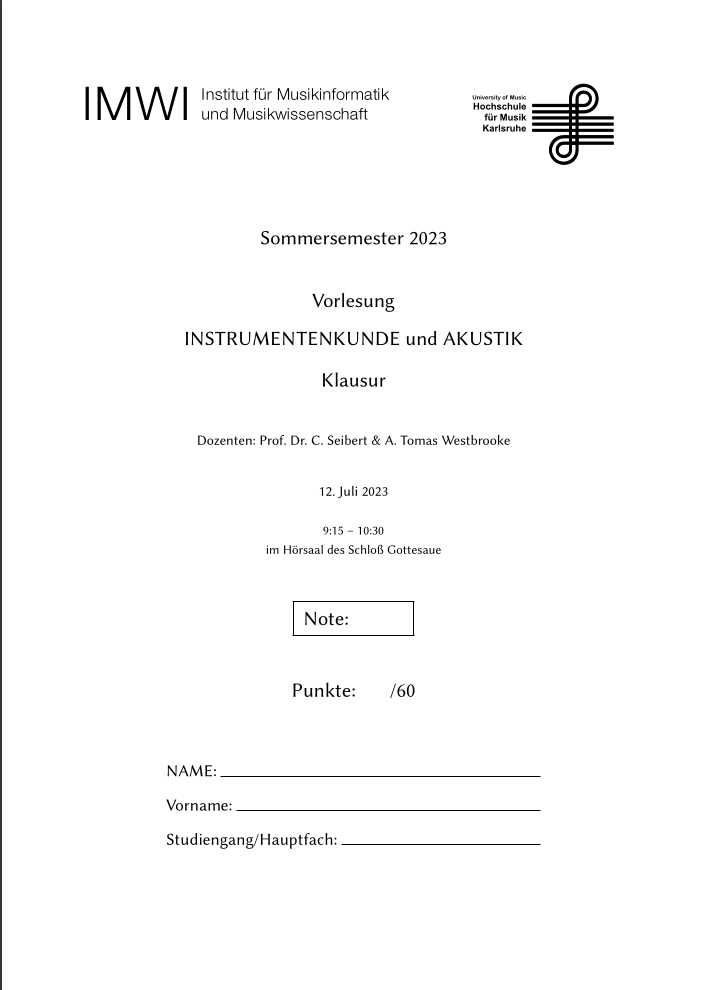 IMWI Institut für Musikinformatik
und Musikwissenschaft
University of Music
Hochschule
für Musik
Karlsruhe
Sommersemester 2023
Vorlesung
INSTRUMENTENKUNDE und AKUSTIK
Klausur
Dozenten: Prof. Dr. C. Seibert & A. Tomas Westbrooke
12. Juli 2023
9:15 – 10:30
im Hörsaal des Schloß Gottesaue
Note:
Punkte: /60
NAME:
Vorname:
Studiengang/Hauptfach: